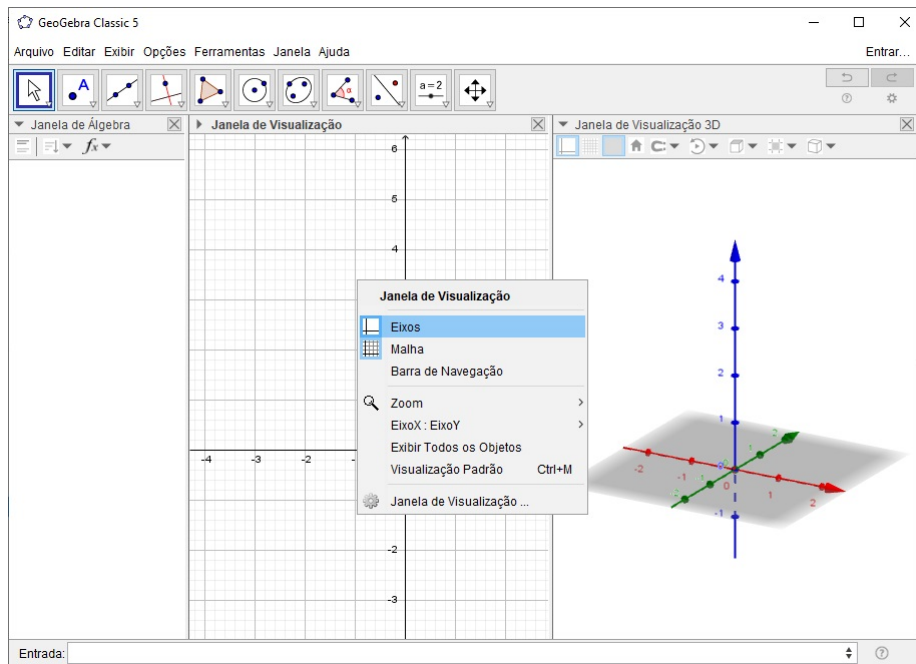 GeoGebra Classic 5
Arquivo Editar Exibir Opções Ferramentas Janela Ajuda Entrar...
A α a=2
Janela de Álgebra
Janela de Visualização
Janela de Visualização 3D
fx
6
5
4
-4 -3 -2
-2
-3
Janela de Visualização
Eixos
Malha
Barra de Navegação
Zoom
EixoX : EixoY
Exibir Todos os Objetos
Visualização Padrão Ctrl+M
Janela de Visualização ...
4
3
2
1
-2 -1 0 1 2
-1
Entrada: